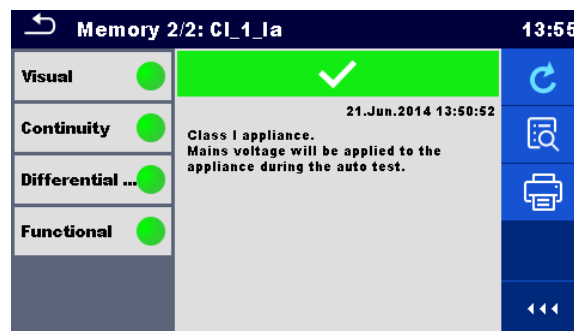 Memory 2/2: CI_1_Ia
13:55
Visual
Continuity
Differential ...
Functional
21.Jun.2014 13:50:52
Class I appliance.
Mains voltage will be applied to the
appliance during the auto test.